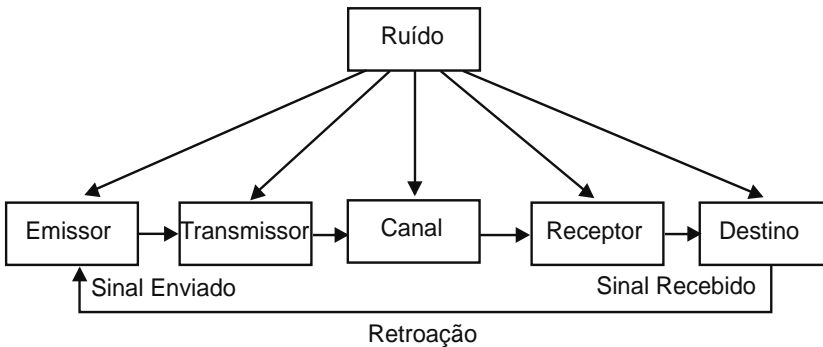 Ruído
Emissor
Transmissor
Canal
Receptor
Destino
Sinal Enviado
Sinal Recebido
Retroação